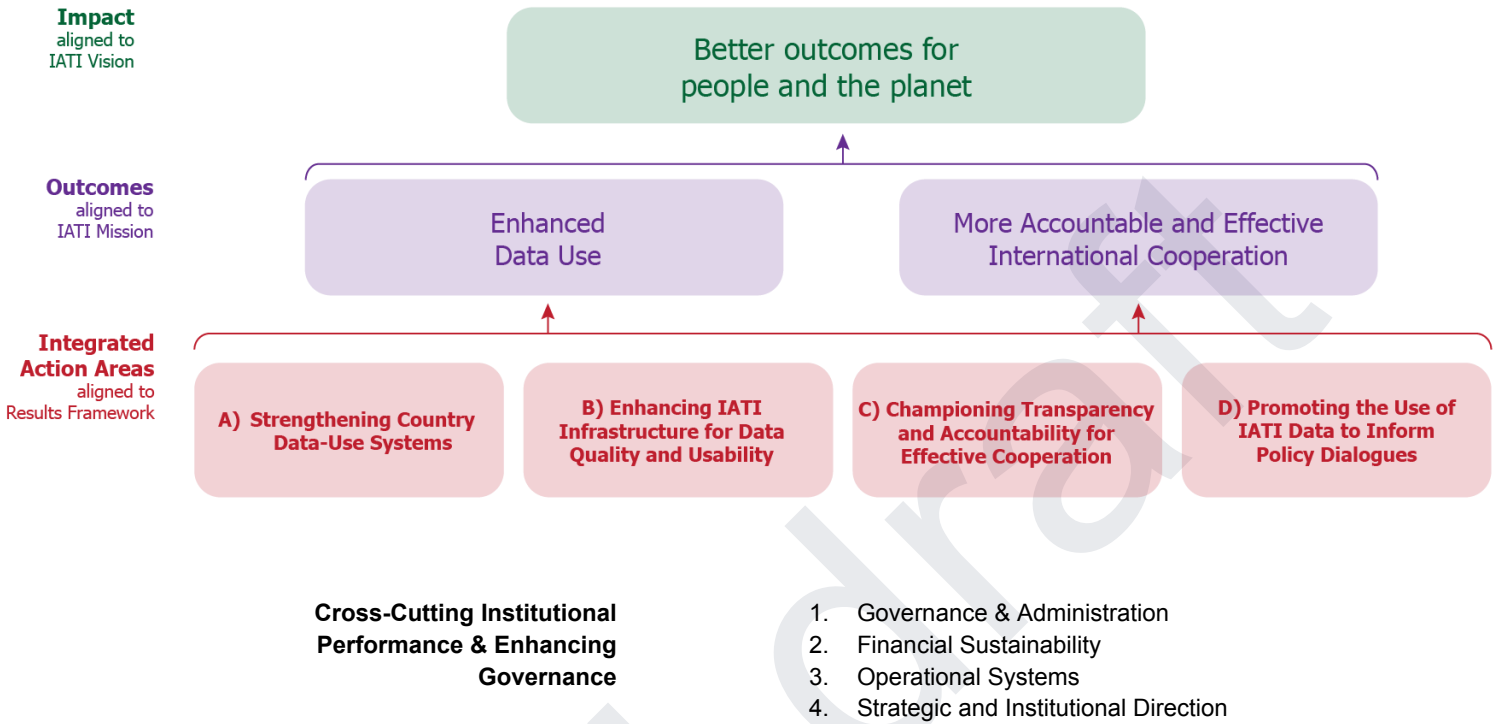 Impact
aligned to
IATI Vision
Better outcomes for
people and the planet
Outcomes
aligned to
IATI Mission
Enhanced
Data Use
More Accountable and Effective
International Cooperation
Integrated
Action Areas
aligned to
Results Framework
A) Strengthening Country
Data-Use Systems
B) Enhancing IATI
Infrastructure for Data
Quality and Usability
C) Championing Transparency
and Accountability for
Effective Cooperation
D) Promoting the Use of
IATI Data to Inform
Policy Dialogues
Cross-Cutting Institutional
Performance & Enhancing
Governance
1. Governance & Administration
2. Financial Sustainability
3. Operational Systems
4. Strategic and Institutional Direction
draft